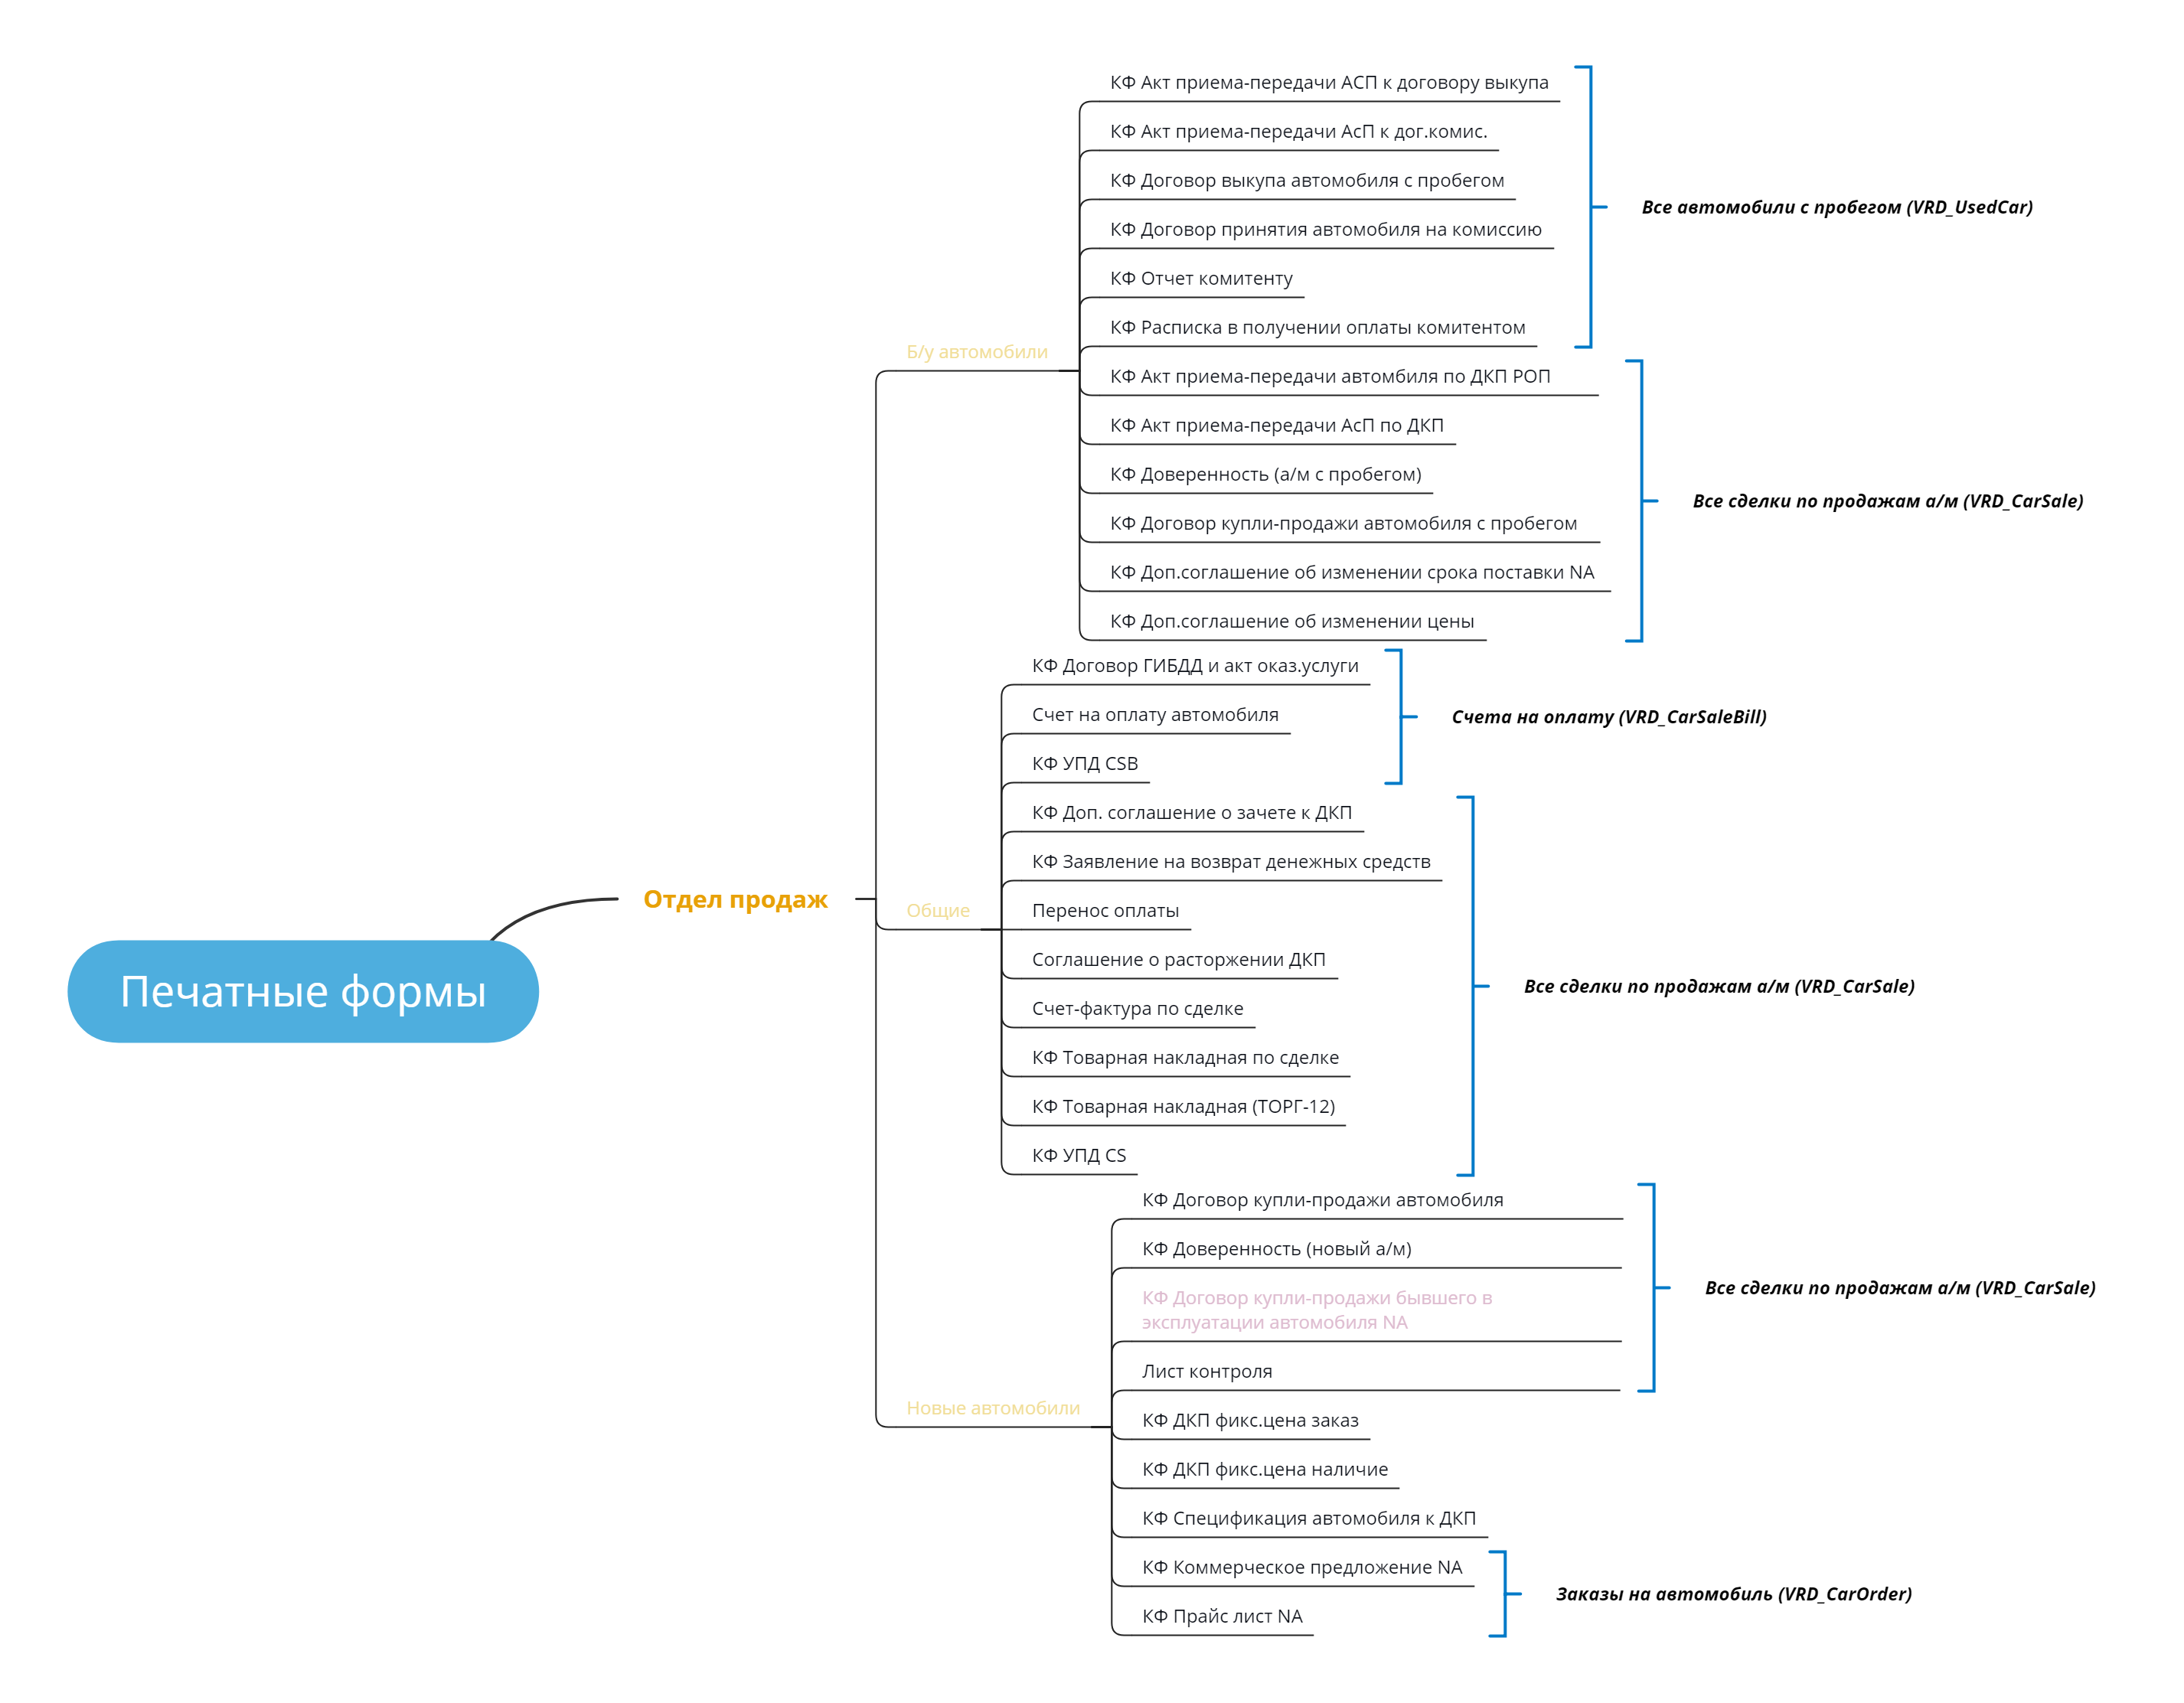 Печатные формы
Отдел продаж
Б/у автомобили
КФ Акт приема-передачи АСП к договору выкупа
КФ Акт приема-передачи АсП к дог.комис.
КФ Договор выкупа автомобиля с пробегом
КФ Договор принятия автомобиля на комиссию
КФ Отчет комитенту
КФ Расписка в получении оплаты комитентом
Все автомобили с пробегом (VRD_UsedCar)
КФ Акт приема-передачи автомбиля по ДКП РОП
КФ Акт приема-передачи АсП по ДКП
КФ Доверенность (а/м с пробегом)
КФ Договор купли-продажи автомобиля с пробегом
КФ Доп.соглашение об изменении срока поставки NA
КФ Доп.соглашение об изменении цены
Все сделки по продажам а/м (VRD_CarSale)
Общие
КФ Договор ГИБДД и акт оказ.услуги
Счет на оплату автомобиля
КФ УПД CSB
Счета на оплату (VRD_CarSaleBill)
КФ Доп. соглашение о зачете к ДКП
КФ Заявление на возврат денежных средств
Перенос оплаты
Соглашение о расторжении ДКП
Счет-фактура по сделке
КФ Товарная накладная по сделке
КФ Товарная накладная (ТОРГ-12)
КФ УПД CS
Все сделки по продажам а/м (VRD_CarSale)
Новые автомобили
КФ Договор купли-продажи автомобиля
КФ Доверенность (новый а/м)
КФ Договор купли-продажи бывшего в
эксплуатации автомобиля NA
Лист контроля
Все сделки по продажам а/м (VRD_CarSale)
КФ ДКП фикс.цена заказ
КФ ДКП фикс.цена наличие
КФ Спецификация автомобиля к ДКП
КФ Коммерческое предложение NA
КФ Прайс лист NA
Заказы на автомобиль (VRD_CarOrder)